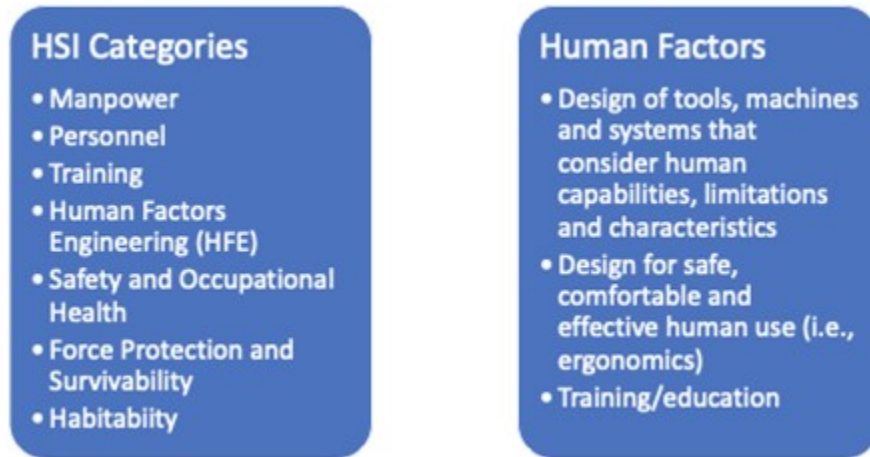 HSI Categories
• Manpower
• Personnel
• Training
• Human Factors
Engineering (HFE)
• Safety and Occupational
Health
• Force Protection and
Survivability
• Habitabiity
Human Factors
• Design of tools, machines
and systems that
consider human
capabilities, limitations
and characteristics
• Design for safe,
comfortable and
effective human use (i.e.,
ergonomics)
• Training/education